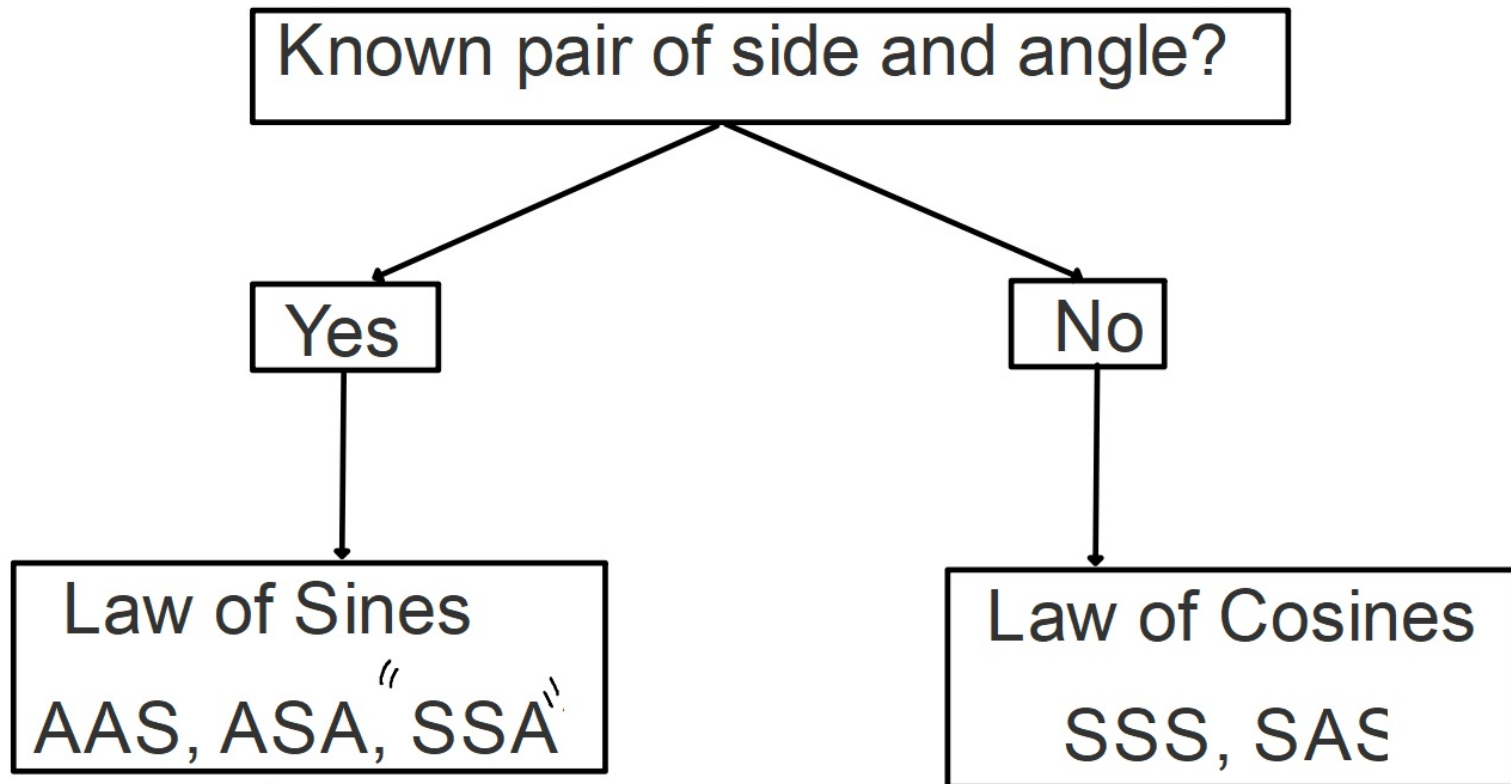 Known pair of side and angle?
Yes
No
Law of Sines
AAS, ASA, "SSA"
Law of Cosines
SSS, SAS